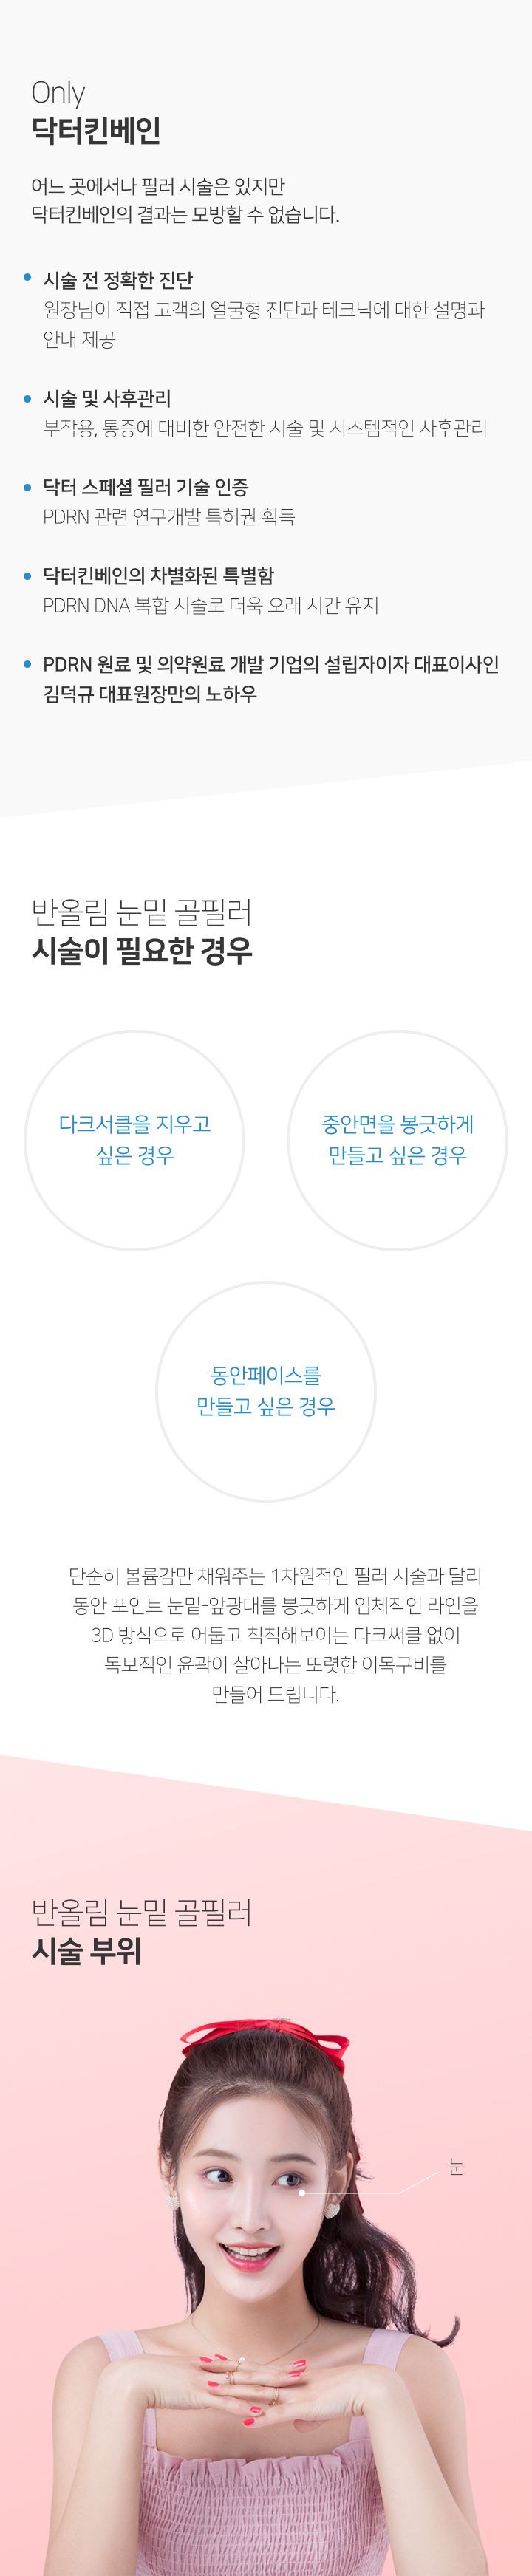 Only
닥터킨베인
어느 곳에서나 필러 시술은 있지만
닥터킨베인의 결과는 모방할 수 없습니다.
시술 전 정확한 진단
원장님이 직접 고객의 얼굴형 진단과 테크닉에 대한 설명과
안내 제공
시술 및 사후관리
부작용, 통증에 대비한 안전한 시술 및 시스템적인 사후관리
닥터 스페셜 필러 기술 인증
PDRN 관련 연구개발 특허권 획득
닥터킨베인의 차별화된 특별함
PDRN DNA 복합 시술로 더욱 오래 시간 유지
PDRN 원료 및 의약원료 개발 기업의 설립자이자 대표이사인
김덕규 대표원장만의 노하우
반올림 눈밑 골필러
시술이 필요한 경우
다크서클을 지우고
싶은 경우
중안면을 봉긋하게
만들고 싶은 경우
동안페이스를
만들고 싶은 경우
단순히 볼륨감만 채워주는 1차원적인 필러 시술과 달리
동안 포인트 눈밑-앞광대를 봉긋하게 입체적인 라인을
3D 방식으로 어둡고 칙칙해보이는 다크써클 없이
독보적인 윤곽이 살아나는 또렷한 이목구비를
만들어 드립니다.
반올림 눈밑 골필러
시술 부위
눈